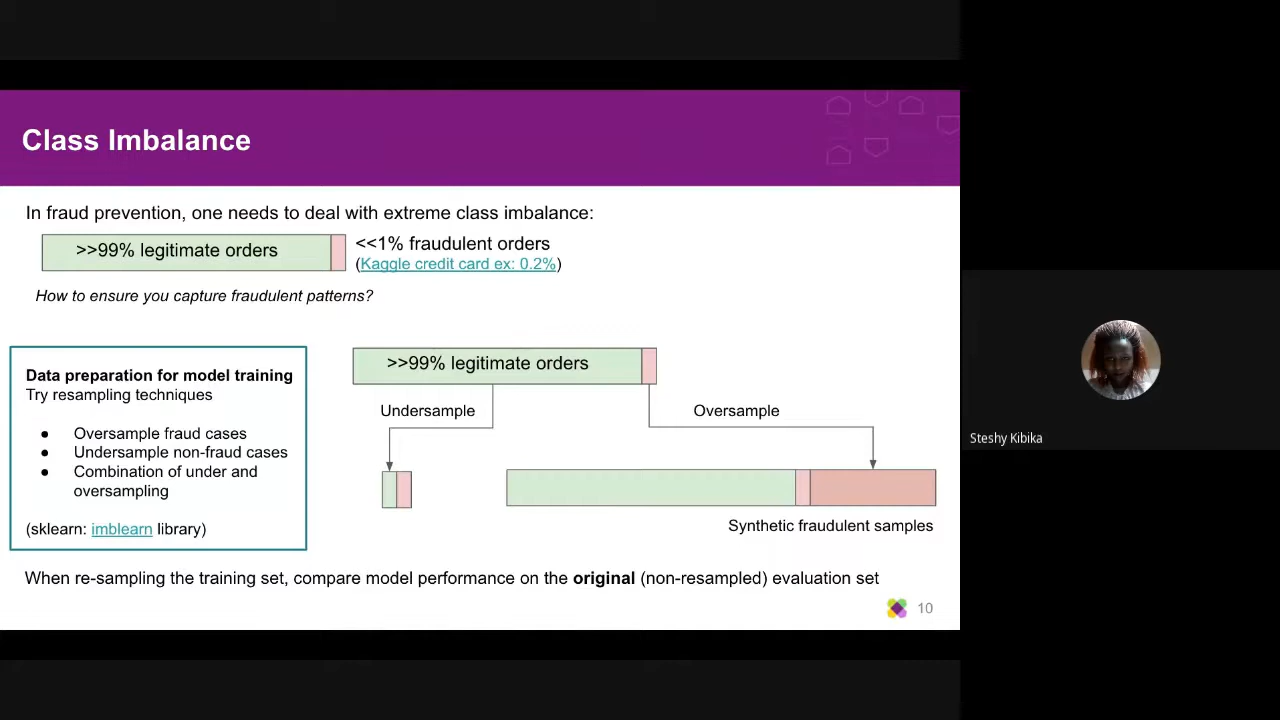 Class Imbalance
In fraud prevention, one needs to deal with extreme class imbalance:
>>99% legitimate orders
<<1% fraudulent orders
(Kaggle credit card ex: 0.2%)
How to ensure you capture fraudulent patterns?
Data preparation for model training
Try resampling techniques
● Oversample fraud cases
● Undersample non-fraud cases
● Combination of under and
oversampling
(sklearn: imblearn library)
>>99% legitimate orders
Undersample
Oversample
Synthetic fraudulent samples
When re-sampling the training set, compare model performance on the original (non-resampled) evaluation set
10
Steshy Kibika